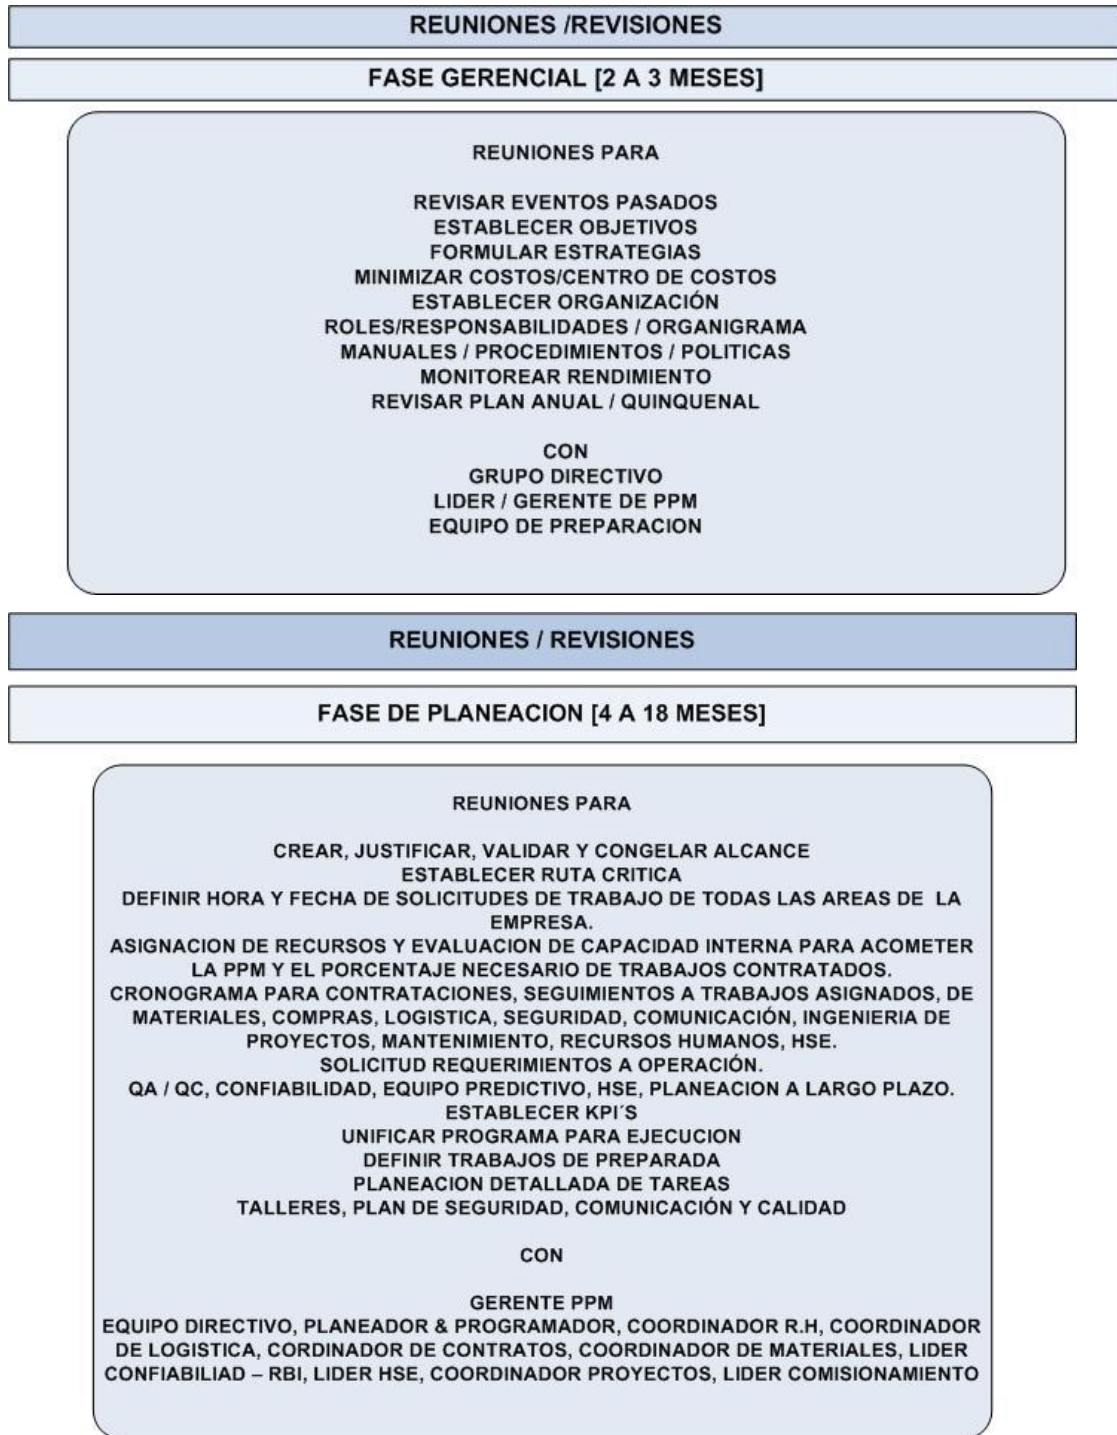 REUNIONES /REVISIONES
FASE GERENCIAL [2 A 3 MESES]
REUNIONES PARA
REVISAR EVENTOS PASADOS
ESTABLECER OBJETIVOS
FORMULAR ESTRATEGIAS
MINIMIZAR COSTOS/CENTRO DE COSTOS
ESTABLECER ORGANIZACIÓN
ROLES/RESPONSABILIDADES / ORGANIGRAMA
MANUALES / PROCEDIMIENTOS / POLITICAS
MONITOREAR RENDIMIENTO
REVISAR PLAN ANUAL / QUINQUENAL
CON
GRUPO DIRECTIVO
LIDER / GERENTE DE PPM
EQUIPO DE PREPARACION
REUNIONES / REVISIONES
FASE DE PLANEACION [4 A 18 MESES]
REUNIONES PARA
CREAR, JUSTIFICAR, VALIDAR Y CONGELAR ALCANCE
ESTABLECER RUTA CRITICA
DEFINIR HORA Y FECHA DE SOLICITUDES DE TRABAJO DE TODAS LAS AREAS DE LA
EMPRESA.
ASIGNACION DE RECURSOS Y EVALUACION DE CAPACIDAD INTERNA PARA ACOMETER
LA PPM Y EL PORCENTAJE NECESARIO DE TRABAJOS CONTRATADOS.
CRONOGRAMA PARA CONTRATACIONES, SEGUIMIENTOS A TRABAJOS ASIGNADOS, DE
MATERIALES, COMPRAS, LOGISTICA, SEGURIDAD, COMUNICACIÓN, INGENIERIA DE
PROYECTOS, MANTENIMIENTO, RECURSOS HUMANOS, HSE.
SOLICITUD REQUERIMIENTOS A OPERACIÓN.
QA / QC, CONFIABILIDAD, EQUIPO PREDICTIVO, HSE, PLANEACION A LARGO PLAZO.
ESTABLECER KPI´S
UNIFICAR PROGRAMA PARA EJECUCION
DEFINIR TRABAJOS DE PREPARADA
PLANEACION DETALLADA DE TAREAS
TALLERES, PLAN DE SEGURIDAD, COMUNICACIÓN Y CALIDAD
CON
GERENTE PPM
EQUIPO DIRECTIVO, PLANEADOR & PROGRAMADOR, COORDINADOR R.H, COORDINADOR
DE LOGISTICA, CORDINADOR DE CONTRATOS, COORDINADOR DE MATERIALES, LIDER
CONFIABILIAD – RBI, LIDER HSE, COORDINADOR PROYECTOS, LIDER COMISIONAMIENTO